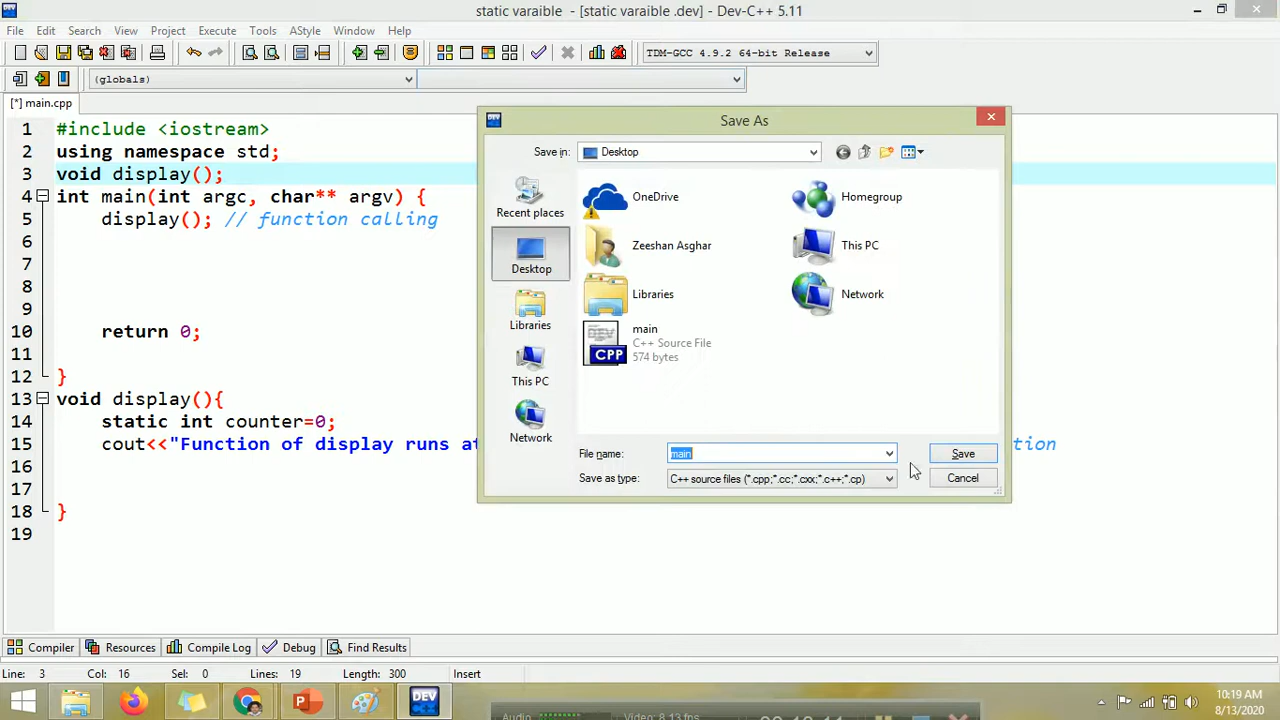 static varaible - [static varaible .dev] - Dev-C++ 5.11
File Edit Search View Project Execute Tools AStyle Window Help
TDM-GCC 4.9.2 64-bit Release
(globals)
[*] main.cpp
1 #include <iostream>
2 using namespace std;
3 void display();
4 int main(int argc, char** argv) {
5 display(); // function calling
6
7
8
9
10 return 0;
11
12 }
13 void display(){
14 static int counter=0;
15 cout<<"Function of display runs at
tion
16
17
18 }
19
Save As
Save in: Desktop
Recent places
Desktop
Libraries
This PC
Network
OneDrive
Homegroup
Zeeshan Asghar
This PC
Libraries
Network
main
C++ Source File
574 bytes
CPP
File name: main
Save
Save as type: C++ source files (*.cpp;*.cc;*.cxx;*.c++;*.cp)
Cancel
Compiler Resources Compile Log Debug Find Results
Line: 3 Col: 16 Sel: 0 Lines: 19 Length: 300 Insert
DEV
10:19 AM
8/13/2020